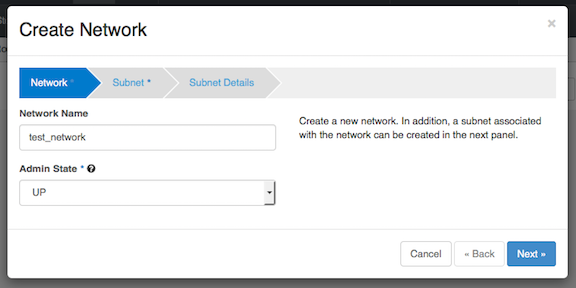 Create Network
×
Network * Subnet * Subnet Details
Network Name
test_network
Admin State *
UP
Create a new network. In addition, a subnet associated
with the network can be created in the next panel.
Cancel « Back Next »